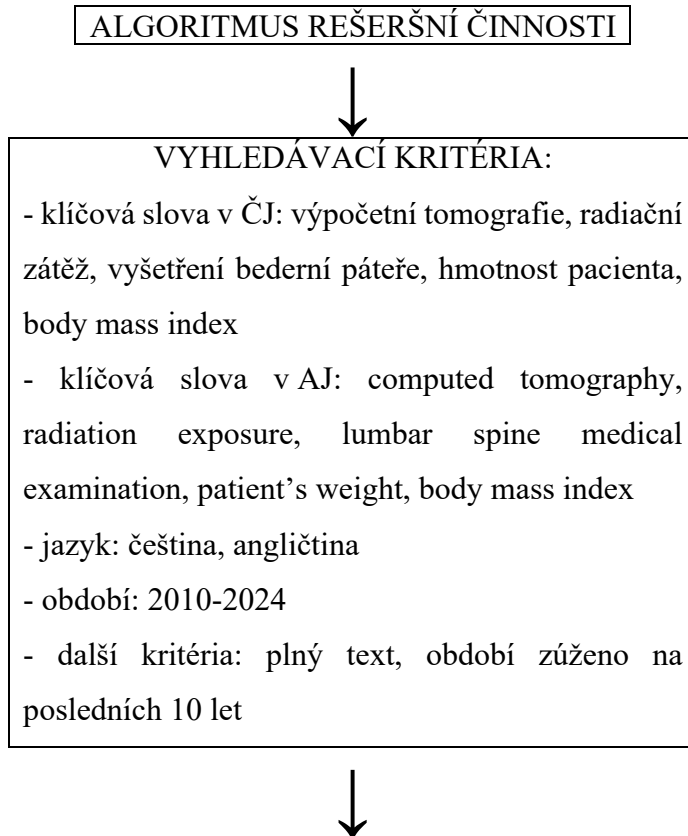 ALGORITMUS REŠERŠNÍ ČINNOSTI
VYHLEDÁVACÍ KRITÉRIA:
- klíčová slova v ČJ: výpočetní tomografie, radiační
zátěž, vyšetření bederní páteře, hmotnost pacienta,
body mass index
- klíčová slova v AJ: computed tomography,
radiation exposure, lumbar spine medical
examination, patient’s weight, body mass index
- jazyk: čeština, angličtina
- období: 2010-2024
- další kritéria: plný text, období zúženo na
posledních 10 let